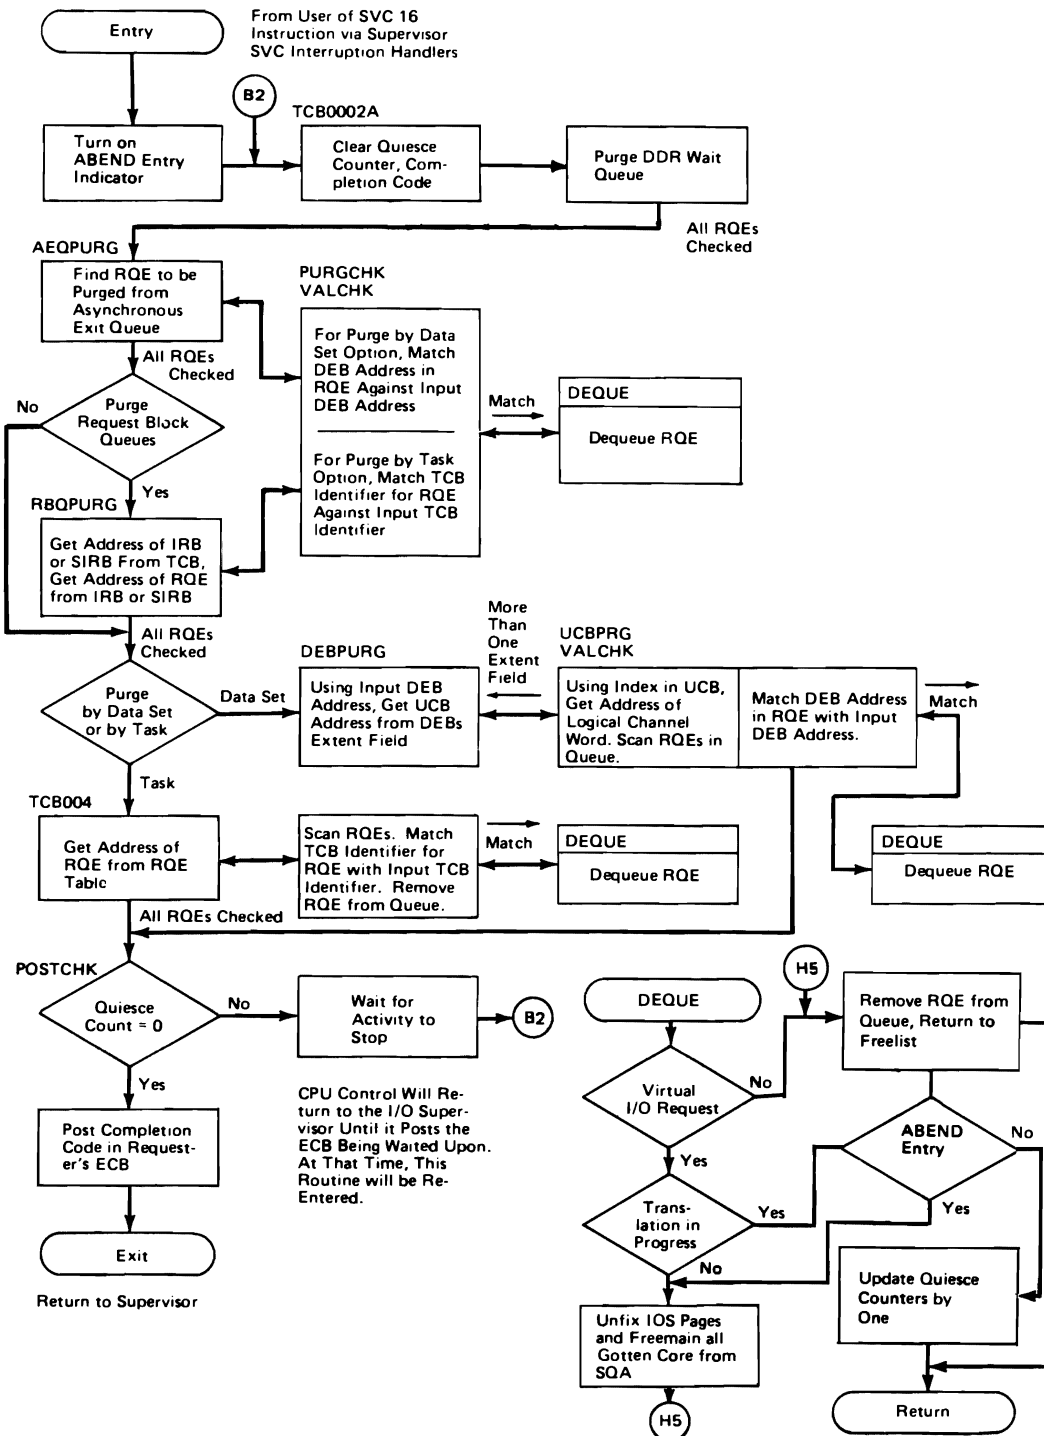 Entry
From User of SVC 16
Instruction via Supervisor
SVC Interruption Handlers
B2
TCB0002A
Turn on
ABEND Entry
Indicator
Clear Quiesce
Counter, Com-
pletion Code
Purge DDR Wait
Queue
All RQEs
Checked
AEQPURG
Find RQE to be
Purged from
Asynchronous
Exit Queue
PURGCHK
VALCHK
For Purge by Data
Set Option, Match
DEB Address in
RQE Against Input
DEB Address
For Purge by Task
Option, Match TCB
Identifier for RQE
Against Input TCB
Identifier
Match
DEQUE
Dequeue RQE
All RQEs
Checked
No
Purge
Request Block
Queues
Yes
RBQPURG
Get Address of IRB
or SIRB From TCB,
Get Address of RQE
from IRB or SIRB
All RQEs
Checked
Purge
by Data Set
or by Task
Data Set
DEBPURG
Using Input DEB
Address, Get UCB
Address from DEBs
Extent Field
More
Than
One
Extent
Field
UCBPRG
VALCHK
Using Index in UCB,
Get Address of
Logical Channel
Word. Scan RQEs in
Queue.
Match DEB Address
in RQE with Input
DEB Address.
Match
Task
TCB004
Get Address of
RQE from RQE
Table
Scan RQEs. Match
TCB Identifier for
RQE with Input TCB
Identifier. Remove
RQE from Queue.
Match
DEQUE
Dequeue RQE
DEQUE
Dequeue RQE
All RQEs Checked
POSTCHK
Quiesce
Count = 0
No
Wait for
Activity to
Stop
B2
Yes
CPU Control Will Re-
turn to the I/O Super-
visor Until it Posts the
ECB Being Waited Upon.
At That Time, This
Routine will be Re-
Entered.
Post Completion
Code in Request-
er's ECB
Exit
Return to Supervisor
DEQUE
H5
Remove RQE from
Queue, Return to
Freelist
Virtual
I/O Request
No
Yes
ABEND
Entry
No
Yes
Trans-
lation in
Progress
Yes
No
Update Quiesce
Counters by
One
Unfix IOS Pages
and Freemain all
Gotten Core from
SQA
H5
Return